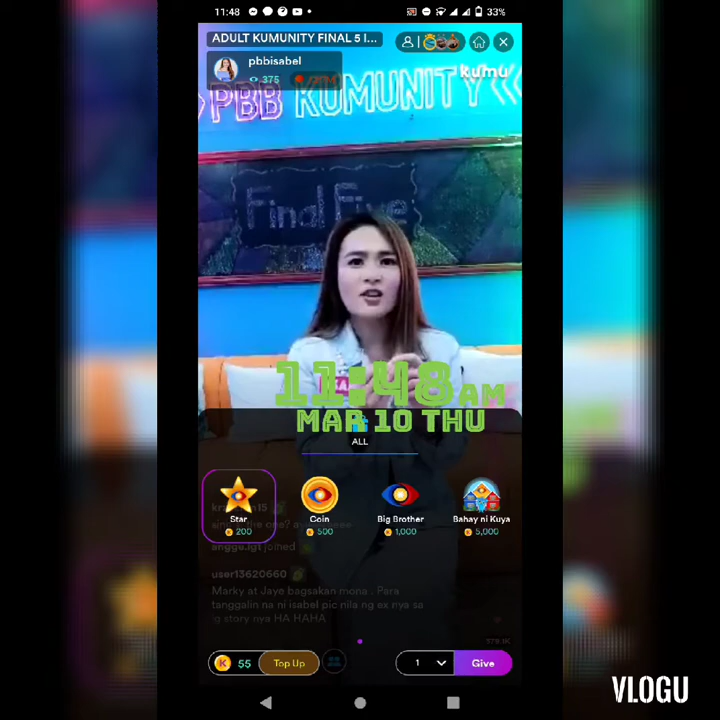 11:48
33%
ADULT KUMUNITY FINAL 5 I...
pbbisabel
375
kumu
PBB KUMUNITY
Final Five
11:48 AM
MAR 10 THU
ALL
Star
200
Coin
500
Big Brother
1,000
Bahay ni Kuya
5,000
joined
user13620660
Marky at Jaye bagsakan mona . Para
tanggalin na ni isabel pic nila ng ex nya sa
ig story nya HA HAHA
K 55
Top Up
1
Give
VLOGU